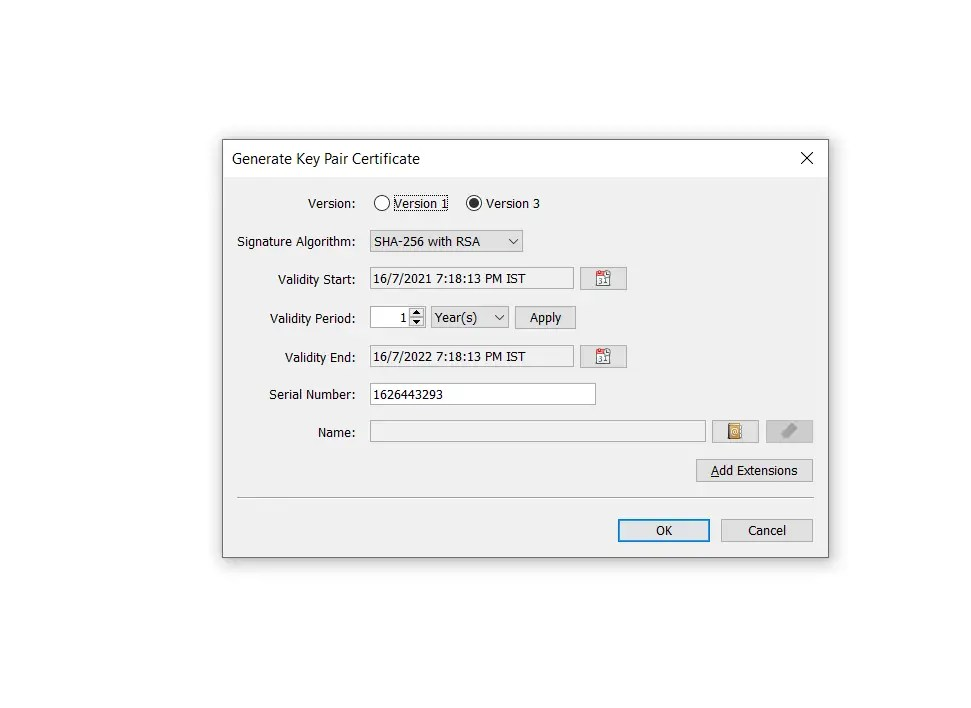 Generate Key Pair Certificate
Version: Version 1 Version 3
Signature Algorithm: SHA-256 with RSA
Validity Start: 16/7/2021 7:18:13 PM IST
Validity Period: 1 Year(s) Apply
Validity End: 16/7/2022 7:18:13 PM IST
Serial Number: 1626443293
Name:
Add Extensions
OK Cancel